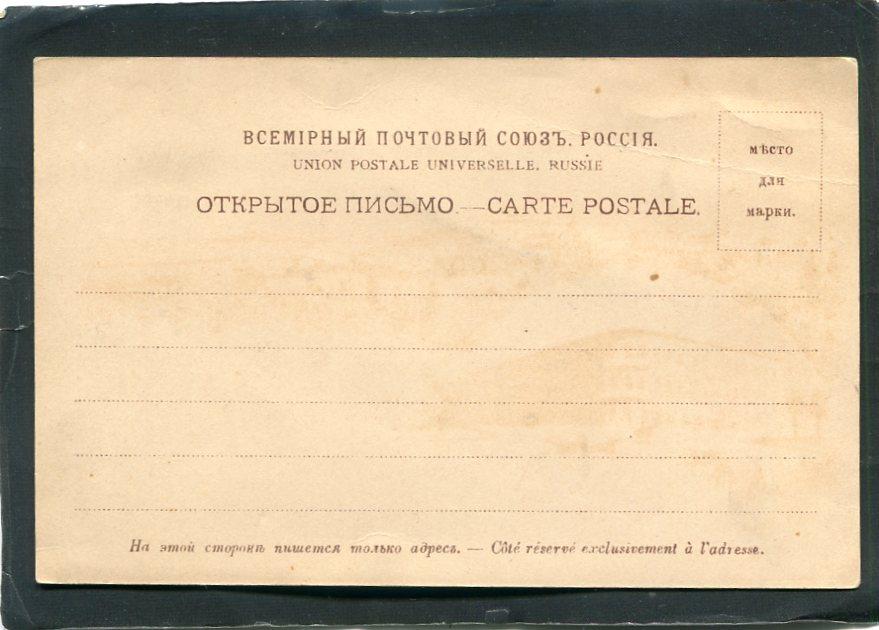 ВСЕМІРНЫЙ ПОЧТОВЫЙ СОЮЗЪ. РОССІЯ.
UNION POSTALE UNIVERSELLE. RUSSIE
ОТКРЫТОЕ ПИСЬМО.—CARTE POSTALE.
мѣсто
для
марки.
На этой сторонѣ пишется только адресъ. — Côté réservé exclusivement à l'adresse.